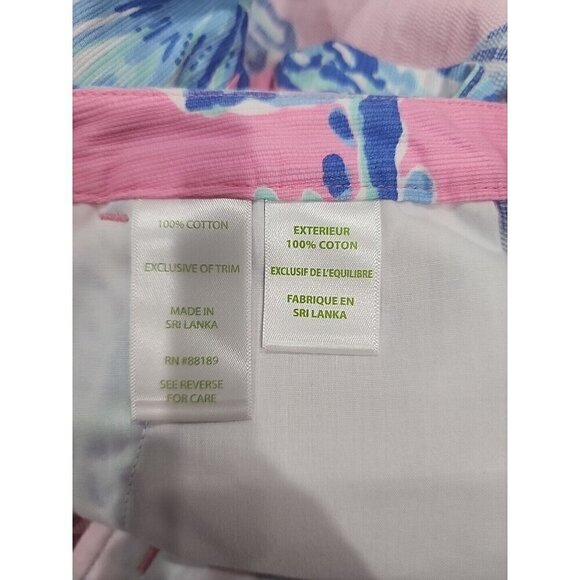 100% COTTON
EXCLUSIVE OF TRIM
MADE IN
SRI LANKA
RN #88189
SEE REVERSE
FOR CARE
EXTERIEUR
100% COTON
EXCLUSIF DE L'EQUILIBRE
FABRIQUE EN
SRI LANKA